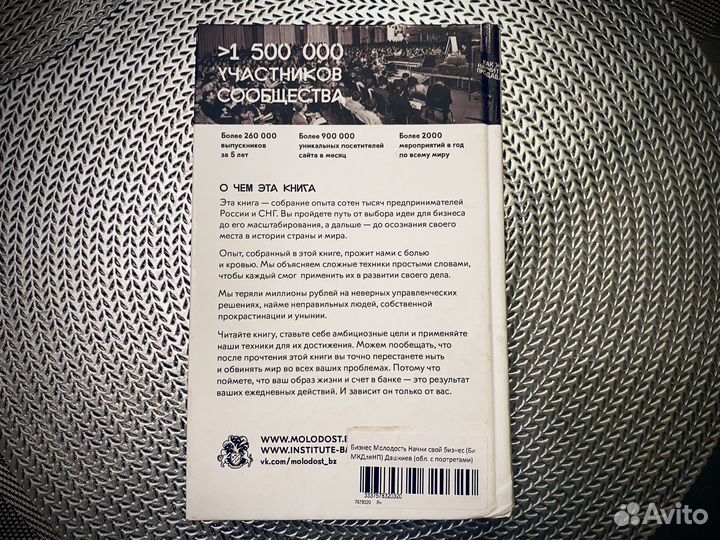 >1 500 000
УЧАСТНИКОВ
СООБЩЕСТВА
Более 260 000
выпускников
за 5 лет
Более 900 000
уникальных посетителей
сайта в месяц
Более 2000
мероприятий в год
по всему миру
О ЧЕМ ЭТА КНИГА
Эта книга — собрание опыта сотен тысяч предпринимателей
России и СНГ. Вы пройдете путь от выбора идеи для бизнеса
до его масштабирования, а дальше — до осознания своего
места в истории страны и мира.
Опыт, собранный в этой книге, прожит нами с болью
и кровью. Мы объясняем сложные техники простыми словами,
чтобы каждый смог применить их в развитии своего дела.
Мы теряли миллионы рублей на неверных управленческих
решениях, найме неправильных людей, собственной
прокрастинации и унынии.
Читайте книгу, ставьте себе амбициозные цели и применяйте
наши техники для их достижения. Можем пообещать, что
после прочтения этой книги вы точно перестанете ныть
и обвинять мир во всех ваших проблемах. Потому что
поймете, что ваш образ жизни и счет в банке — это результат
ваших ежедневных действий. И зависит он только от вас.
WWW.MOLODOST.B
WWW.INSTITUTE-BA
vk.com/molodost_bz
Бизнес Молодость Начни свой бизнес (Би
МКДляНП) Дашкиев (обл. с портретами)
3337578320320
7578320
Avito